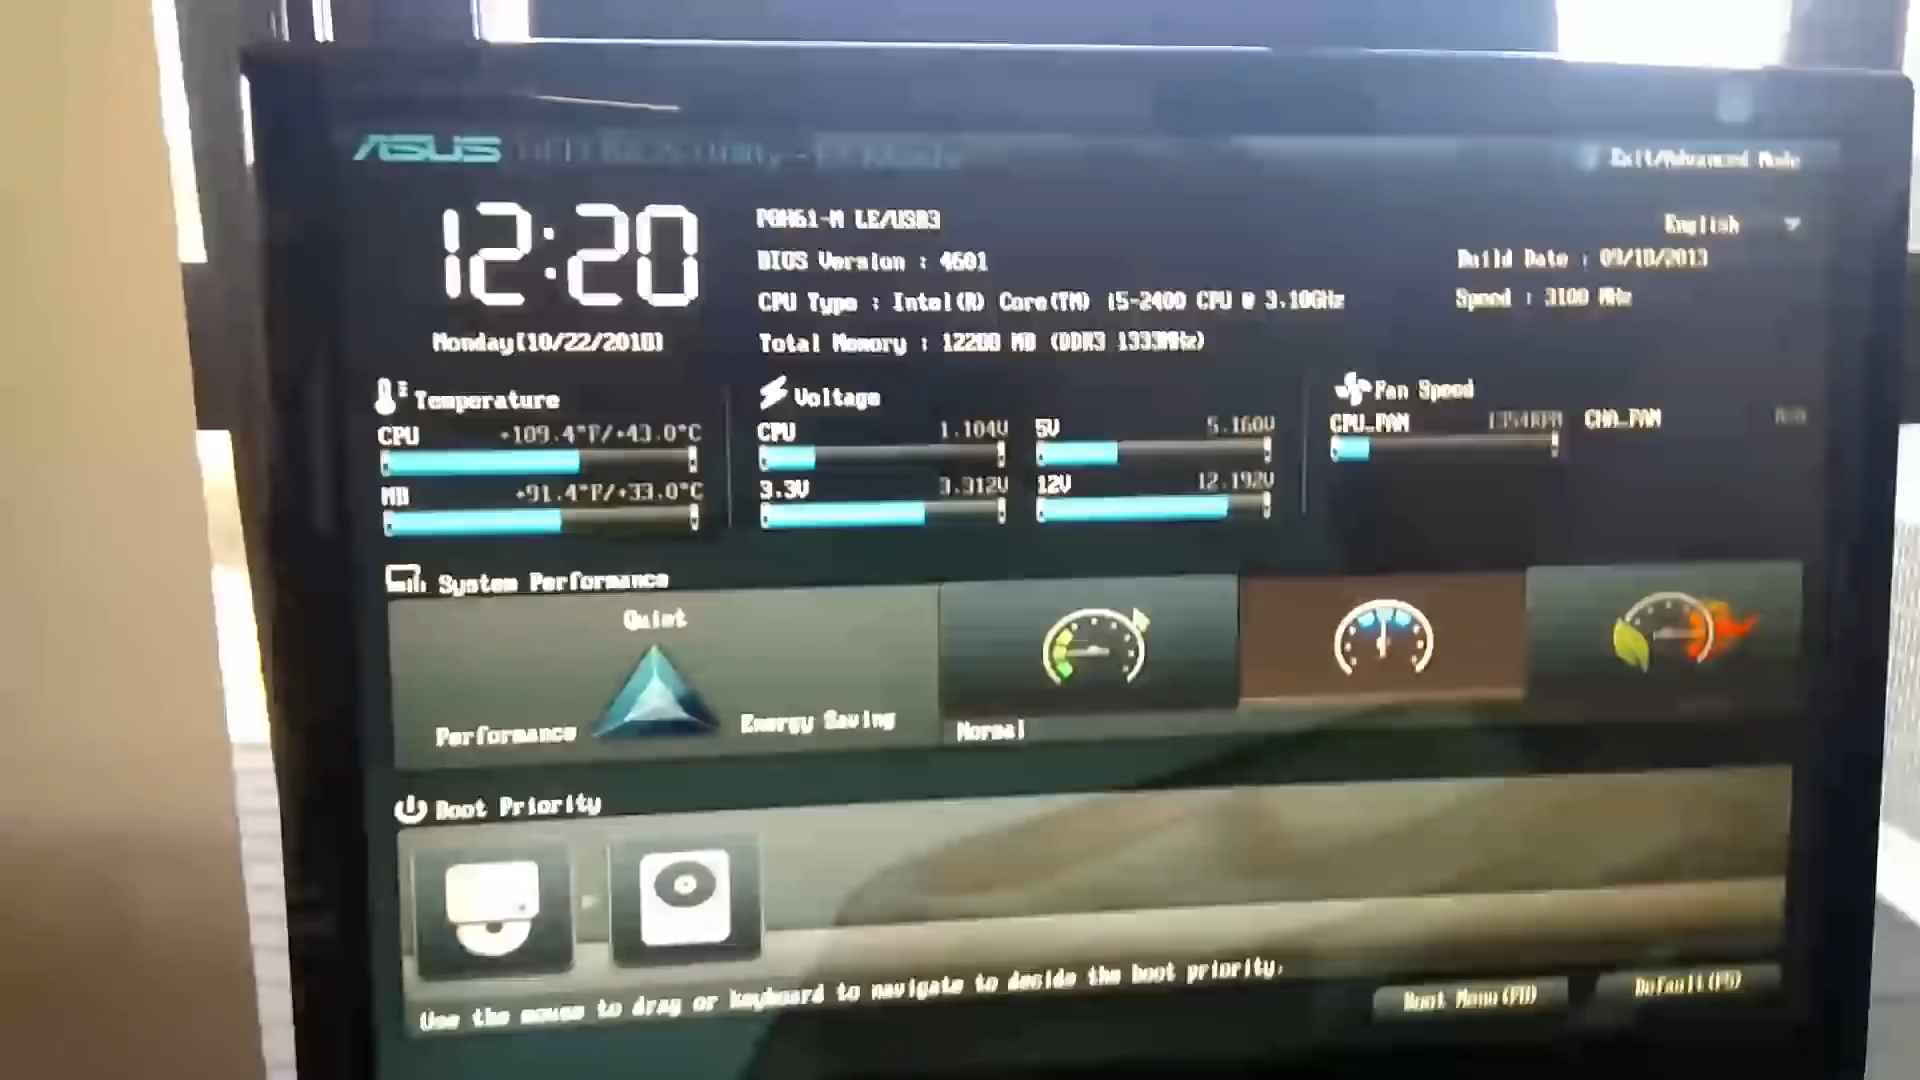 ASUS
Exit/Advanced Mode
12:20
Monday[10/22/2018]
P8H61-M LE/USB3
English
BIOS Version : 4601
Build Date : 09/10/2013
CPU Type : Intel(R) Core(TM) i5-2400 CPU @ 3.10GHz
Speed : 3100 MHz
Total Memory : MB (DDR3 1333MHz)
Temperature
CPU +109.4°F/+43.0°C
MB +91.4°F/+33.0°C
Voltage
CPU 1.104V 5V 5.160V
3.3V 3.312V 12V 12.192V
Fan Speed
CPU_FAN 1354RPM CHA_FAN N/A
System Performance
Quiet
Performance
Energy Saving
Normal
Boot Priority
Use the mouse to drag or keyboard to navigate to decide the boot priority.
Boot Menu(F8)
Default(F5)